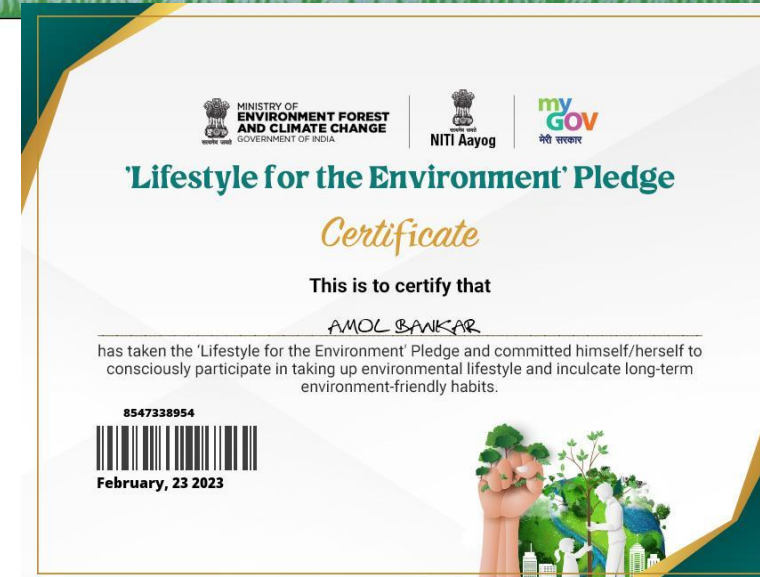 MINISTRY OF
ENVIRONMENT FOREST
AND CLIMATE CHANGE
GOVERNMENT OF INDIA
सत्यमेव जयते
सत्यमेव जयते
NITI Aayog
my
GOV
मेरी सरकार
'Lifestyle for the Environment' Pledge
Certificate
This is to certify that
AMOL BANKAR
has taken the 'Lifestyle for the Environment' Pledge and committed himself/herself to
consciously participate in taking up environmental lifestyle and inculcate long-term
environment-friendly habits.
8547338954
February, 23 2023